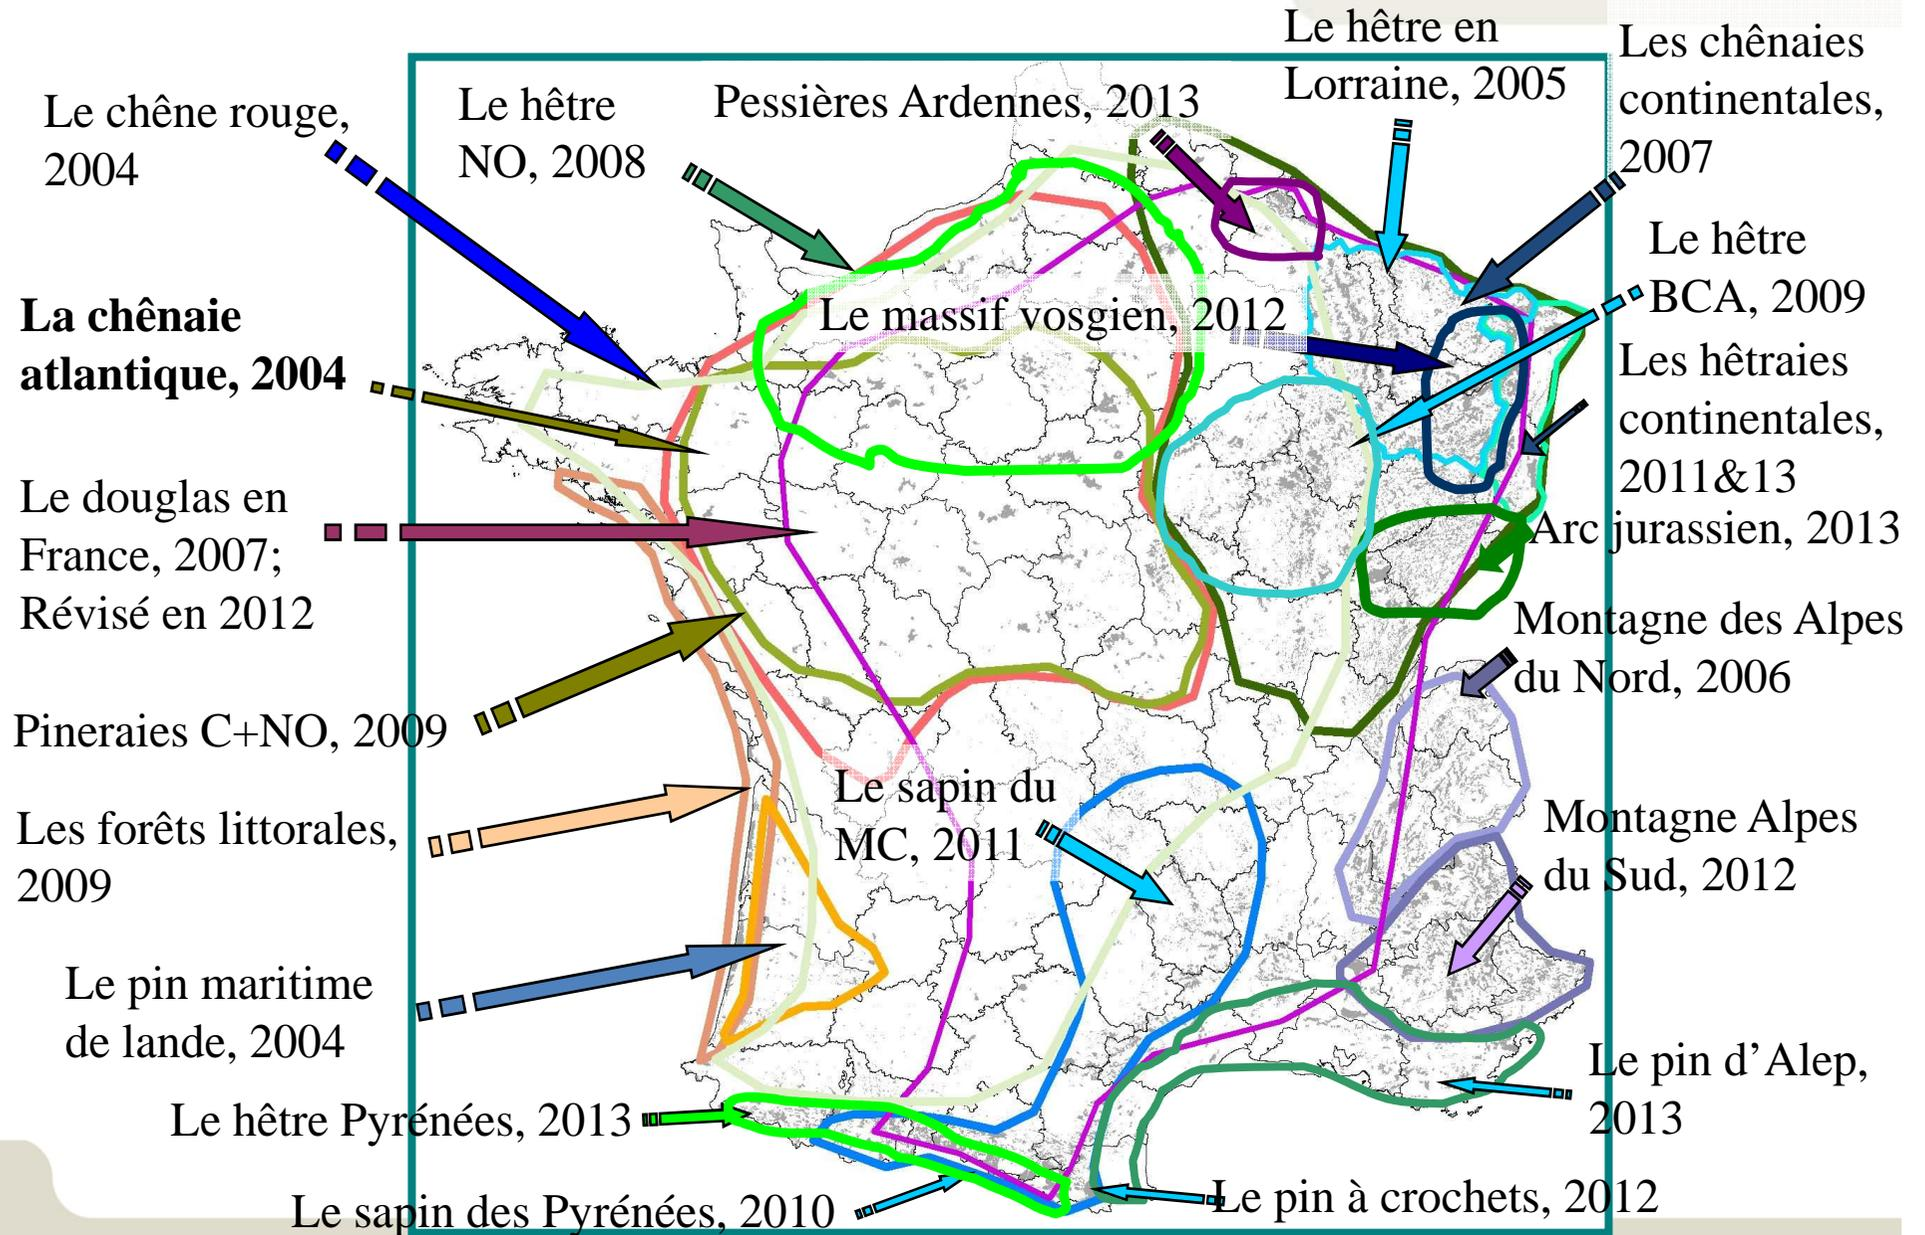 Le hêtre en
Lorraine, 2005
Les chênaies
continentales,
2007
Le chêne rouge,
2004
Le hêtre
NO, 2008
Pessières Ardennes, 2013
Le hêtre
BCA, 2009
La chênaie
atlantique, 2004
Le massif vosgien, 2012
Les hêtraies
continentales,
2011&13
Le douglas en
France, 2007;
Révisé en 2012
Arc jurassien, 2013
Montagne des Alpes
du Nord, 2006
Pineraies C+NO, 2009
Le sapin du
MC, 2011
Montagne Alpes
du Sud, 2012
Les forêts littorales,
2009
Le pin maritime
de lande, 2004
Le pin d’Alep,
2013
Le hêtre Pyrénées, 2013
Le sapin des Pyrénées, 2010
Le pin à crochets, 2012